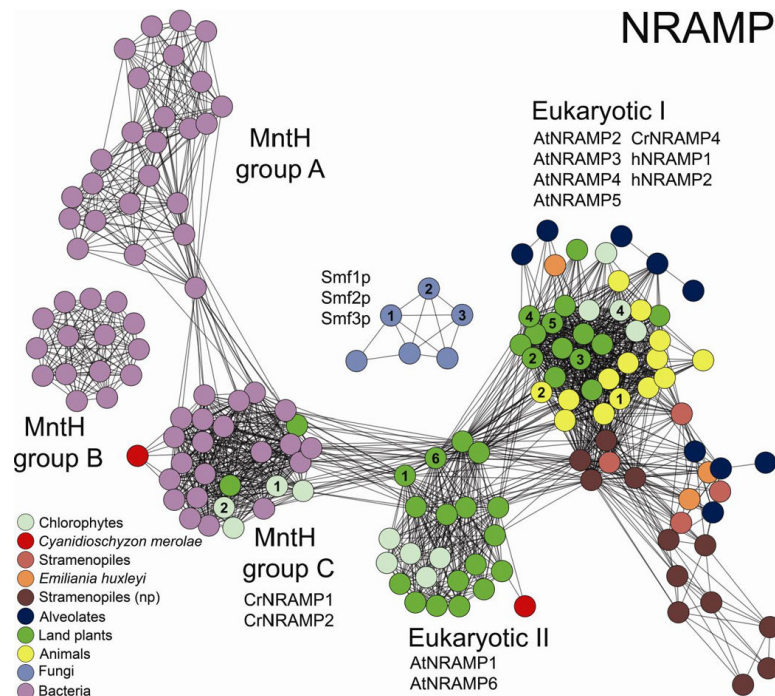 NRAMP
MntH
group A
Eukaryotic I
AtNRAMP2 CrNRAMP4
AtNRAMP3 hNRAMP1
AtNRAMP4 hNRAMP2
AtNRAMP5
Smf1p
Smf2p
Smf3p
2
1
3
4
5
4
2
3
2
1
MntH
group B
6
1
1
2
MntH
group C
CrNRAMP1
CrNRAMP2
Eukaryotic II
AtNRAMP1
AtNRAMP6
Chlorophytes
Cyanidioschyzon merolae
Stramenopiles
Emiliania huxleyi
Stramenopiles (np)
Alveolates
Land plants
Animals
Fungi
Bacteria